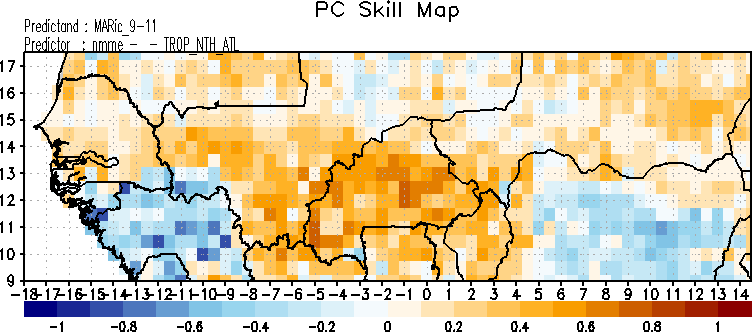 PC Skill Map
Predictand : MARic_9-11
Predictor : nmme - - TROP_NTH_ATL
17
16
15
14
13
12
11
10
9
-18 -17 -16 -15 -14 -13 -12 -11 -10 -9 -8 -7 -6 -5 -4 -3 -2 -1 0 1 2 3 4 5 6 7 8 9 10 11 12 13 14
-1 -0.8 -0.6 -0.4 -0.2 0 0.2 0.4 0.6 0.8 1